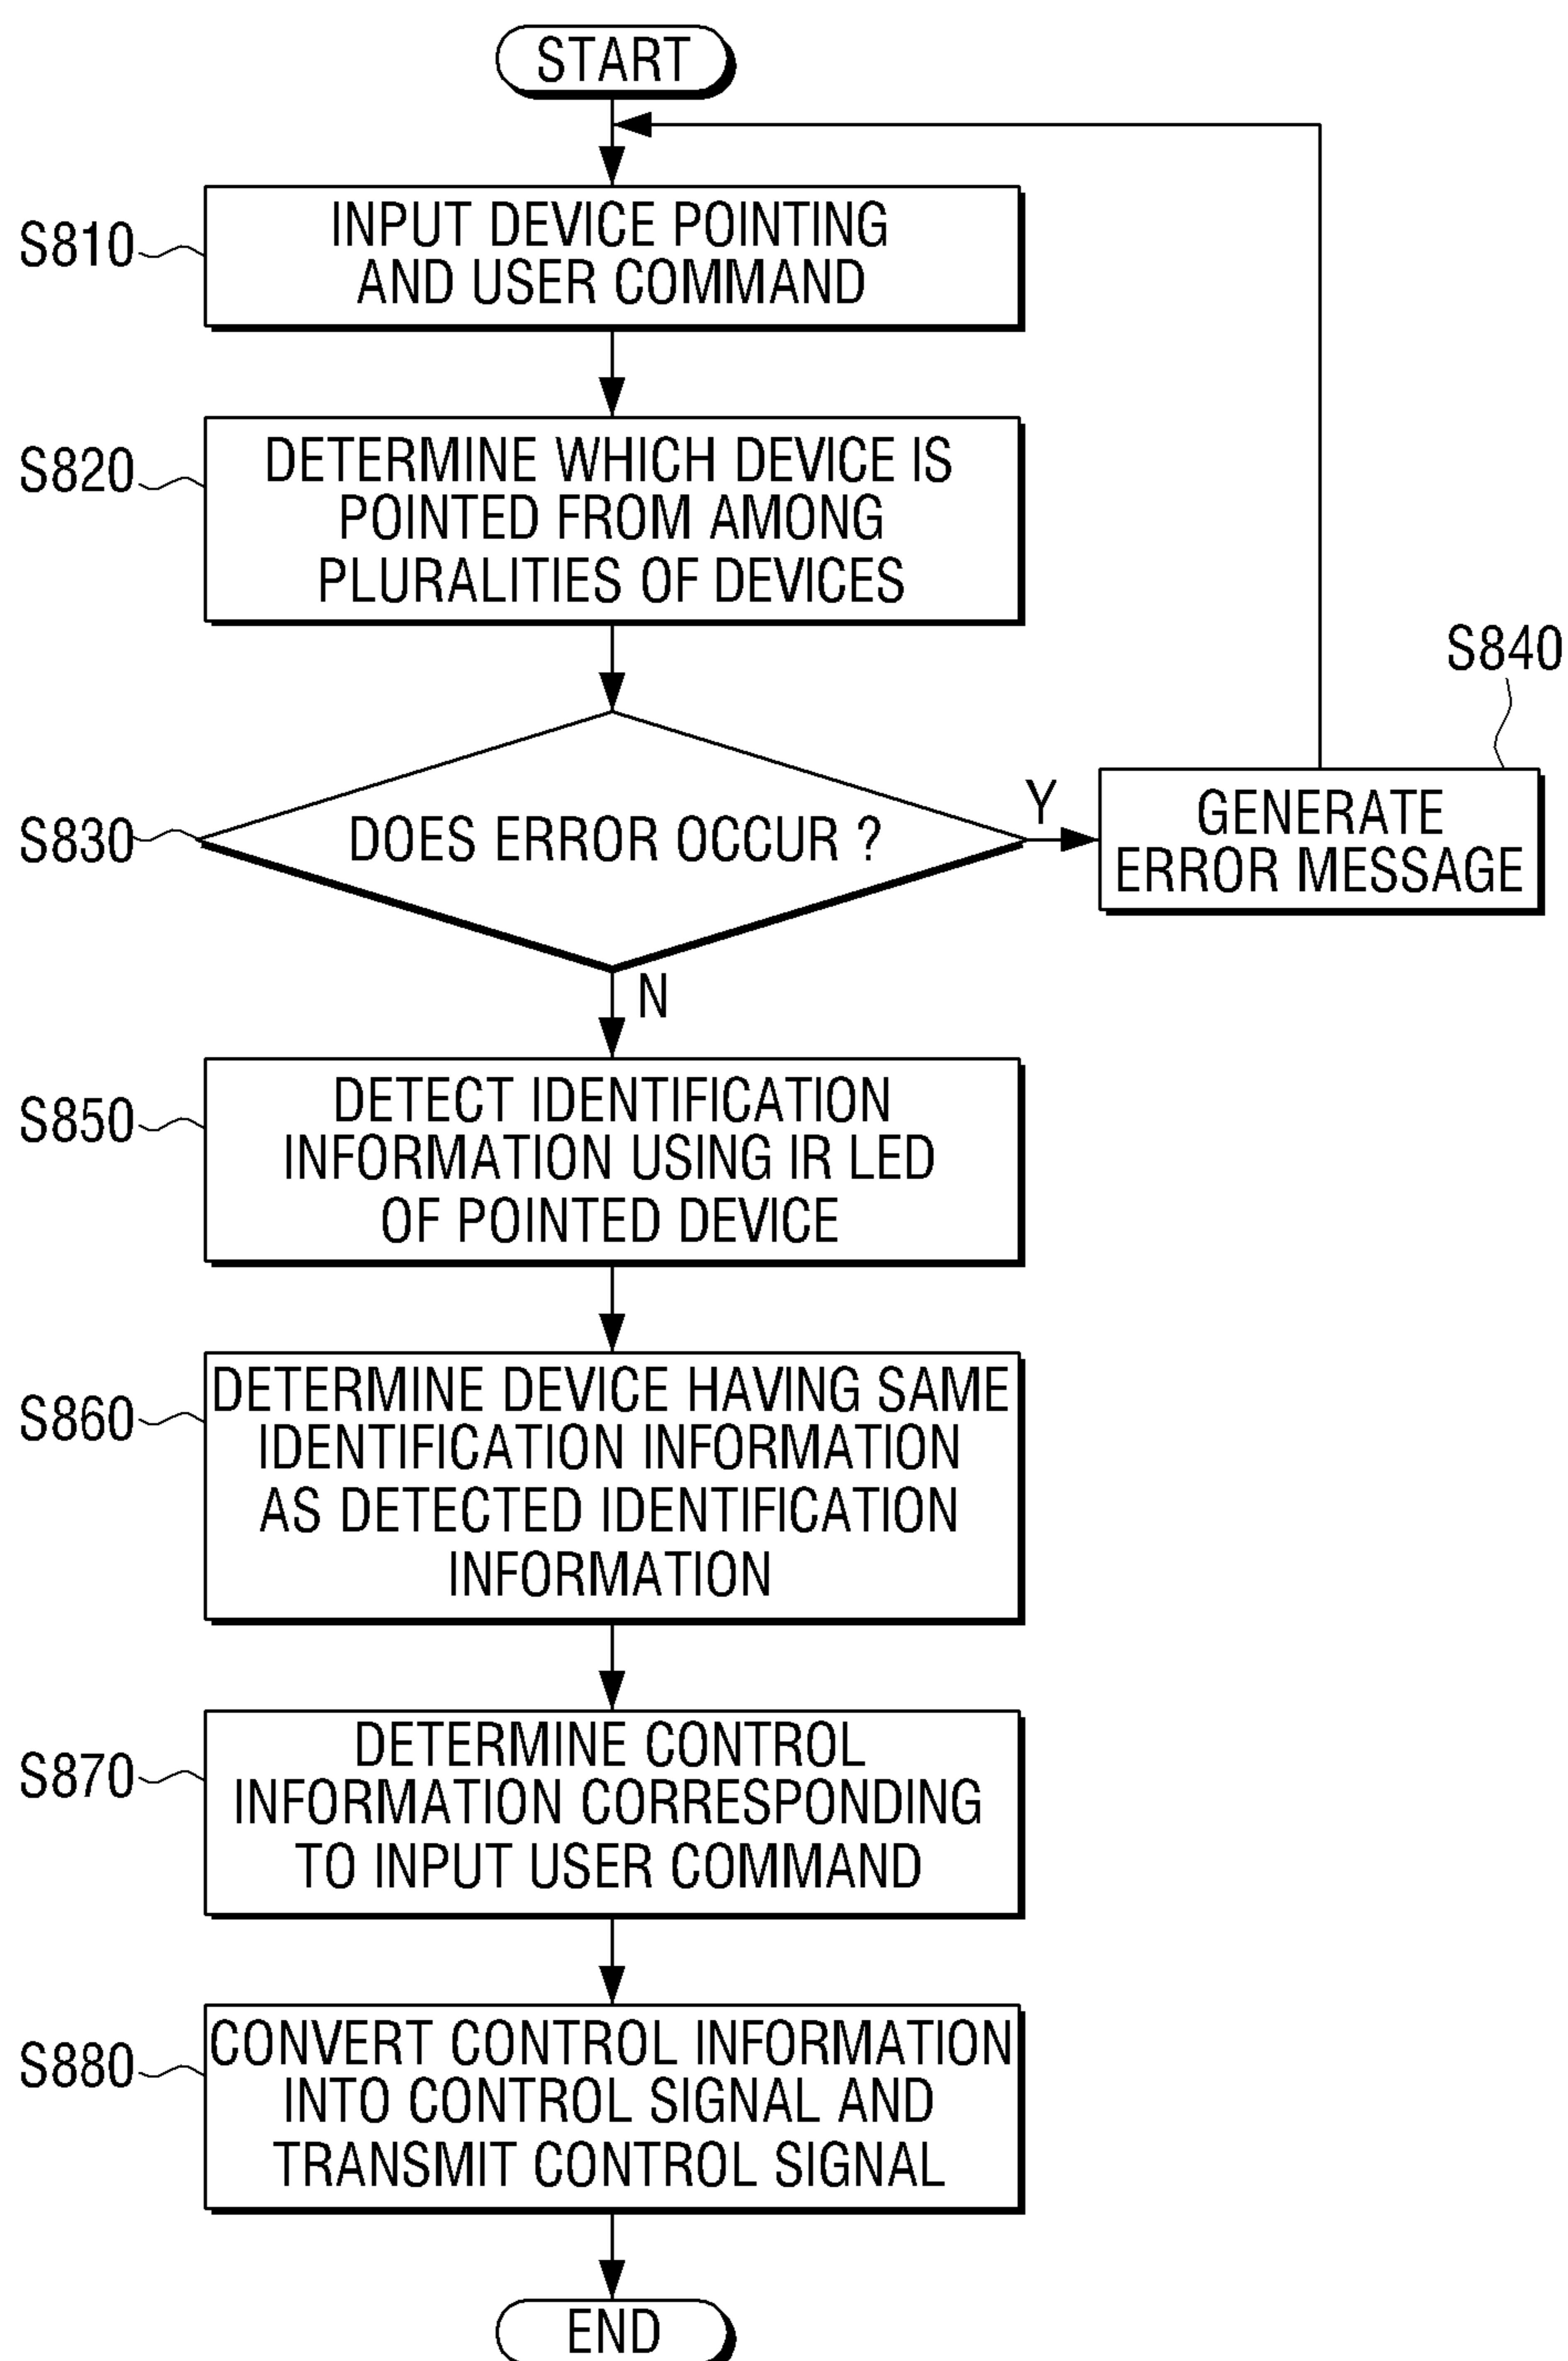 START
S810
INPUT DEVICE POINTING
AND USER COMMAND
S820
DETERMINE WHICH DEVICE IS
POINTED FROM AMONG
PLURALITIES OF DEVICES
S830
DOES ERROR OCCUR ?
Y
S840
GENERATE
ERROR MESSAGE
N
S850
DETECT IDENTIFICATION
INFORMATION USING IR LED
OF POINTED DEVICE
S860
DETERMINE DEVICE HAVING SAME
IDENTIFICATION INFORMATION
AS DETECTED IDENTIFICATION
INFORMATION
S870
DETERMINE CONTROL
INFORMATION CORRESPONDING
TO INPUT USER COMMAND
S880
CONVERT CONTROL INFORMATION
INTO CONTROL SIGNAL AND
TRANSMIT CONTROL SIGNAL
END